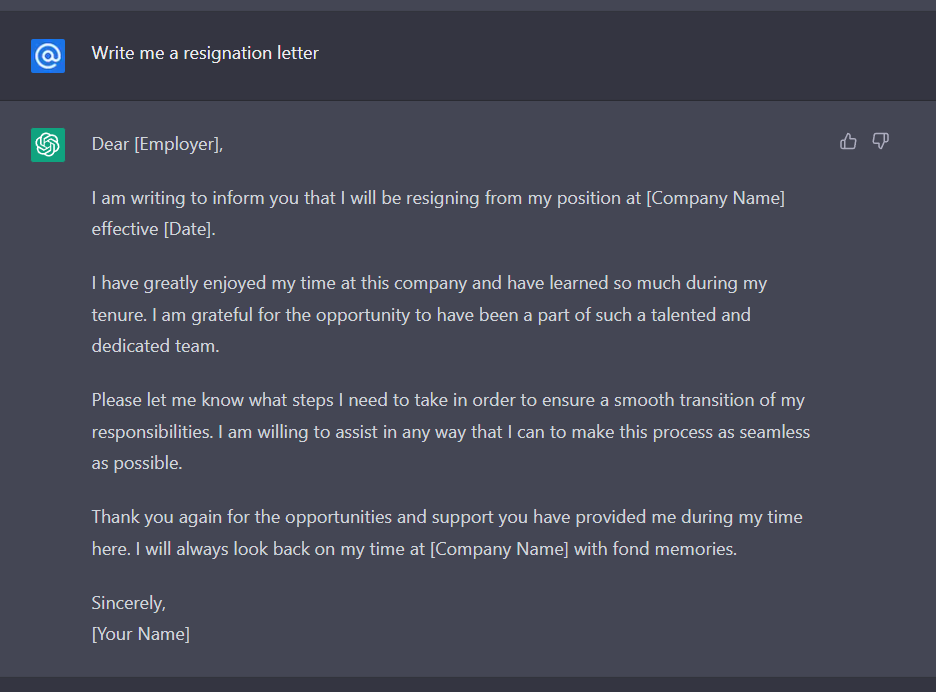 Write me a resignation letter
Dear [Employer],
I am writing to inform you that I will be resigning from my position at [Company Name]
effective [Date].
I have greatly enjoyed my time at this company and have learned so much during my
tenure. I am grateful for the opportunity to have been a part of such a talented and
dedicated team.
Please let me know what steps I need to take in order to ensure a smooth transition of my
responsibilities. I am willing to assist in any way that I can to make this process as seamless
as possible.
Thank you again for the opportunities and support you have provided me during my time
here. I will always look back on my time at [Company Name] with fond memories.
Sincerely,
[Your Name]